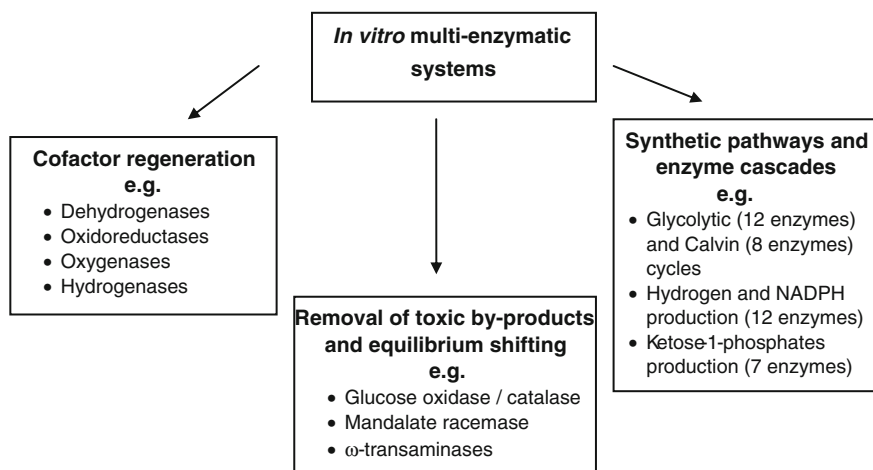 In vitro multi-enzymatic
systems
Cofactor regeneration
e.g.
• Dehydrogenases
• Oxidoreductases
• Oxygenases
• Hydrogenases
Removal of toxic by-products
and equilibrium shifting
e.g.
• Glucose oxidase / catalase
• Mandalate racemase
• ω-transaminases
Synthetic pathways and
enzyme cascades
e.g.
• Glycolytic (12 enzymes)
and Calvin (8 enzymes)
cycles
• Hydrogen and NADPH
production (12 enzymes)
• Ketose-1-phosphates
production (7 enzymes)